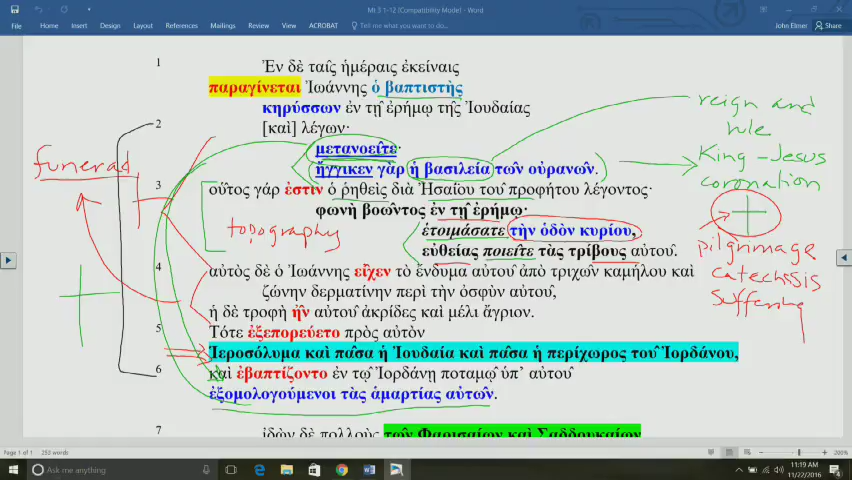 Mt 3 1-12 [Compatibility Mode] - Word
John Elmer
File Home Insert Design Layout References Mailings Review View ACROBAT Tell me what you want to do... Share
1 Ἐν δὲ ταῖς ἡμέραις ἐκείναις
παραγίνεται Ἰωάννης ὁ βαπτιστὴς
κηρύσσων ἐν τῇ ἐρήμῳ τῆς Ἰουδαίας
2 [καὶ] λέγων·
μετανοεῖτε·
ἤγγικεν γὰρ ἡ βασιλεία τῶν οὐρανῶν.
3 οὗτος γάρ ἐστιν ὁ ῥηθεὶς διὰ Ἠσαΐου τοῦ προφήτου λέγοντος·
φωνὴ βοῶντος ἐν τῇ ἐρήμῳ·
ἑτοιμάσατε τὴν ὁδὸν κυρίου,
εὐθείας ποιεῖτε τὰς τρίβους αὐτοῦ.
4 αὐτὸς δὲ ὁ Ἰωάννης εἶχεν τὸ ἔνδυμα αὐτοῦ ἀπὸ τριχῶν καμήλου καὶ
ζώνην δερματίνην περὶ τὴν ὀσφὺν αὐτοῦ,
ἡ δὲ τροφὴ ἦν αὐτοῦ ἀκρίδες καὶ μέλι ἄγριον.
5 Τότε ἐξεπορεύετο πρὸς αὐτὸν
Ἱεροσόλυμα καὶ πᾶσα ἡ Ἰουδαία καὶ πᾶσα ἡ περίχωρος τοῦ Ἰορδάνου,
6 καὶ ἐβαπτίζοντο ἐν τῷ Ἰορδάνῃ ποταμῷ ὑπ' αὐτοῦ
ἐξομολογούμενοι τὰς ἁμαρτίας αὐτῶν.
7 ἰδὼν δὲ πολλοὺς τῶν Φαρισαίων καὶ Σαδδουκαίων
funeral
topography
reign and
rule
King - Jesus
coronation
pilgrimage
catechesis
suffering
Page 1 of 1 252 words
200%
Ask me anything
11:19 AM
11/22/2016